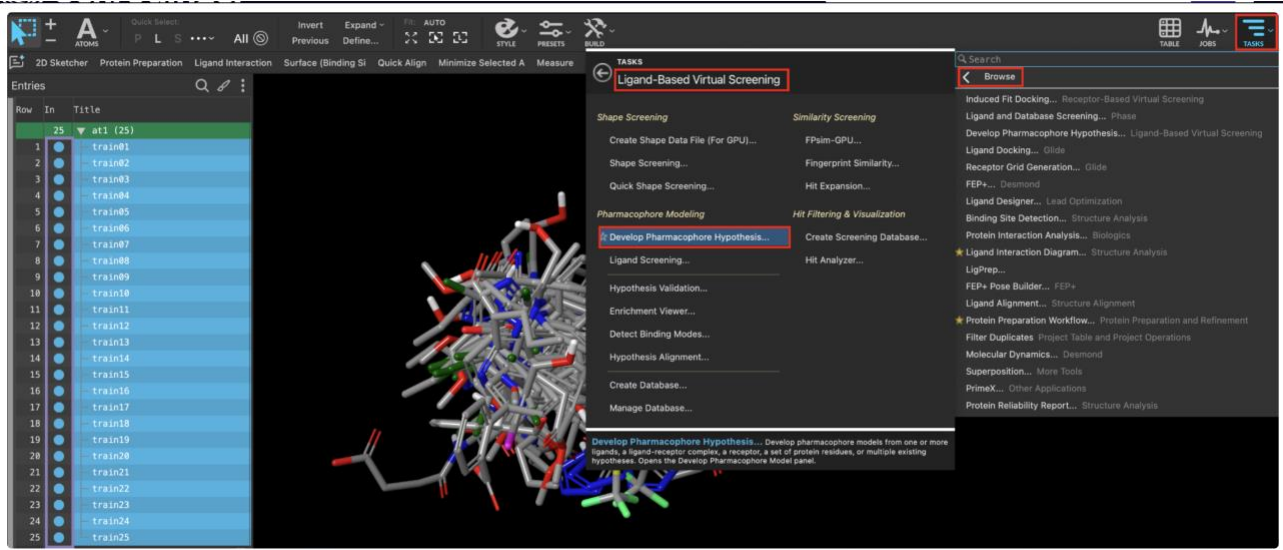 Quick Select:
Fit: AUTO
Invert Expand
ATOMS P L S All Previous Define... STYLE PRESETS BUILD TABLE JOBS TASKS
2D Sketcher Protein Preparation Ligand Interaction Surface (Binding Si Quick Align Minimize Selected A Measure
Entries
Row In Title
25 at1 (25)
1 train01
2 train02
3 train03
4 train04
5 train05
6 train06
7 train07
8 train08
9 train09
10 train10
11 train11
12 train12
13 train13
14 train14
15 train15
16 train16
17 train17
18 train18
19 train19
20 train20
21 train21
22 train22
23 train23
24 train24
25 train25
TASKS
Ligand-Based Virtual Screening
Shape Screening
Create Shape Data File (For GPU)...
Shape Screening...
Quick Shape Screening...
Similarity Screening
FPsim-GPU...
Fingerprint Similarity...
Hit Expansion...
Pharmacophore Modeling
Develop Pharmacophore Hypothesis...
Ligand Screening...
Hypothesis Validation...
Enrichment Viewer...
Detect Binding Modes...
Hypothesis Alignment...
Create Database...
Manage Database...
Hit Filtering & Visualization
Create Screening Database...
Hit Analyzer...
Develop Pharmacophore Hypothesis... Develop pharmacophore models from one or more
ligands, a ligand-receptor complex, a receptor, a set of protein residues, or multiple existing
hypotheses. Opens the Develop Pharmacophore Model panel.
Search
Browse
Induced Fit Docking... Receptor-Based Virtual Screening
Ligand and Database Screening... Phase
Develop Pharmacophore Hypothesis... Ligand-Based Virtual Screening
Ligand Docking... Glide
Receptor Grid Generation... Glide
FEP+... Desmond
Ligand Designer... Lead Optimization
Binding Site Detection... Structure Analysis
Protein Interaction Analysis... Biologics
Ligand Interaction Diagram... Structure Analysis
LigPrep...
FEP+ Pose Builder... FEP+
Ligand Alignment... Structure Alignment
Protein Preparation Workflow... Protein Preparation and Refinement
Filter Duplicates Project Table and Project Operations
Molecular Dynamics... Desmond
Superposition... More Tools
PrimeX... Other Applications
Protein Reliability Report... Structure Analysis